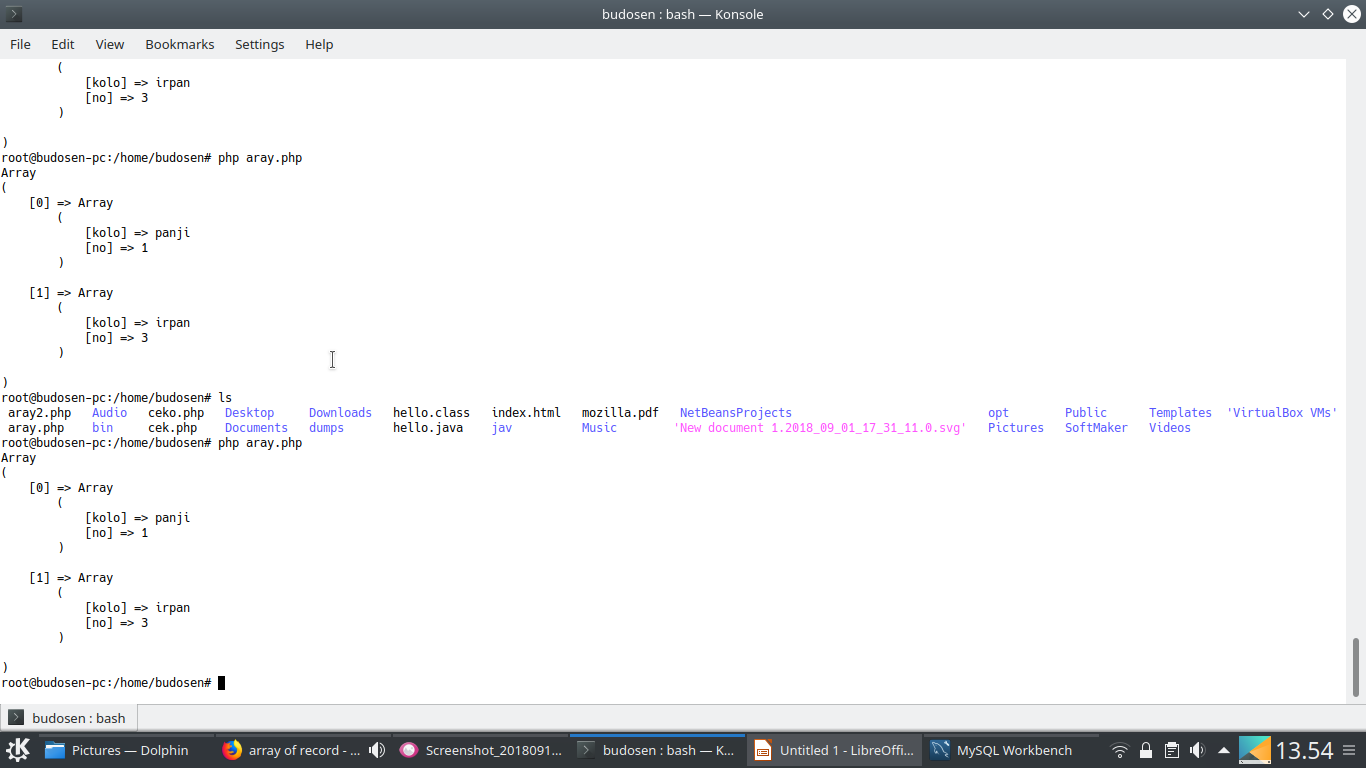 budosen : bash — Konsole
File Edit View Bookmarks Settings Help
(
[kolo] => irpan
[no] => 3
)
)
root@budosen-pc:/home/budosen# php aray.php
Array
(
[0] => Array
(
[kolo] => panji
[no] => 1
)
[1] => Array
(
[kolo] => irpan
[no] => 3
)
)
root@budosen-pc:/home/budosen# ls
aray2.php Audio ceko.php Desktop Downloads hello.class index.html mozilla.pdf NetBeansProjects opt Public Templates 'VirtualBox VMs'
aray.php bin cek.php Documents dumps hello.java jav Music 'New document 1.2018_09_01_17_31_11.0.svg' Pictures SoftMaker Videos
root@budosen-pc:/home/budosen# php aray.php
Array
(
[0] => Array
(
[kolo] => panji
[no] => 1
)
[1] => Array
(
[kolo] => irpan
[no] => 3
)
)
root@budosen-pc:/home/budosen#
budosen : bash
Pictures — Dolphin array of record - ... Screenshot_2018091... budosen : bash — K... Untitled 1 - LibreOffi... MySQL Workbench 13.54